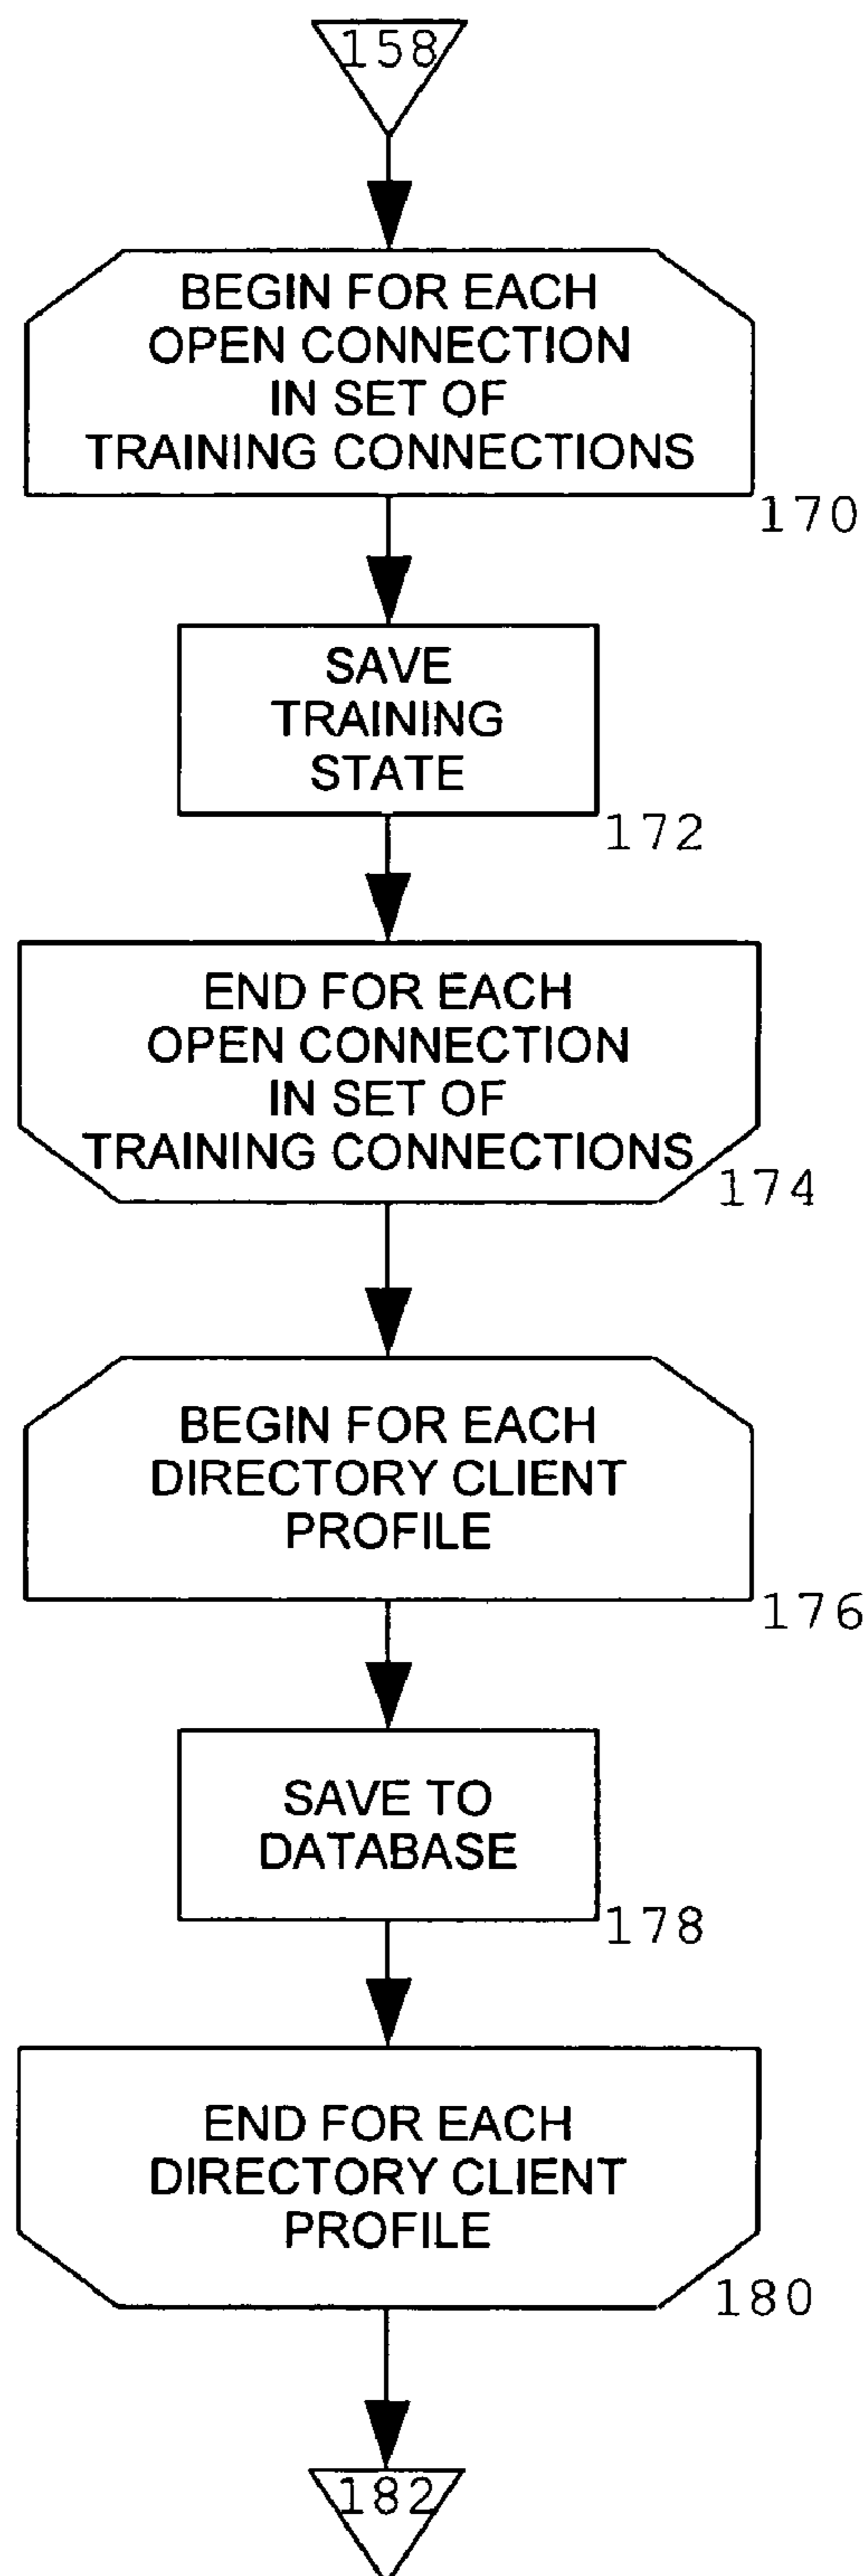 158
BEGIN FOR EACH
OPEN CONNECTION
IN SET OF
TRAINING CONNECTIONS
170
SAVE
TRAINING
STATE
172
END FOR EACH
OPEN CONNECTION
IN SET OF
TRAINING CONNECTIONS
174
BEGIN FOR EACH
DIRECTORY CLIENT
PROFILE
176
SAVE TO
DATABASE
178
END FOR EACH
DIRECTORY CLIENT
PROFILE
180
182